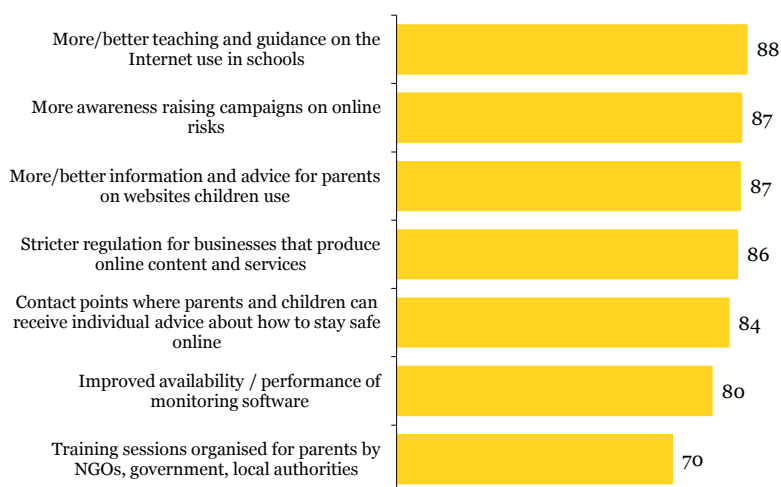 More/better teaching and guidance on the
Internet use in schools
88
More awareness raising campaigns on online
risks
87
More/better information and advice for parents
on websites children use
87
Stricter regulation for businesses that produce
online content and services
86
Contact points where parents and children can
receive individual advice about how to stay safe
online
84
Improved availability / performance of
monitoring software
80
Training sessions organised for parents by
NGOs, government, local authorities
70